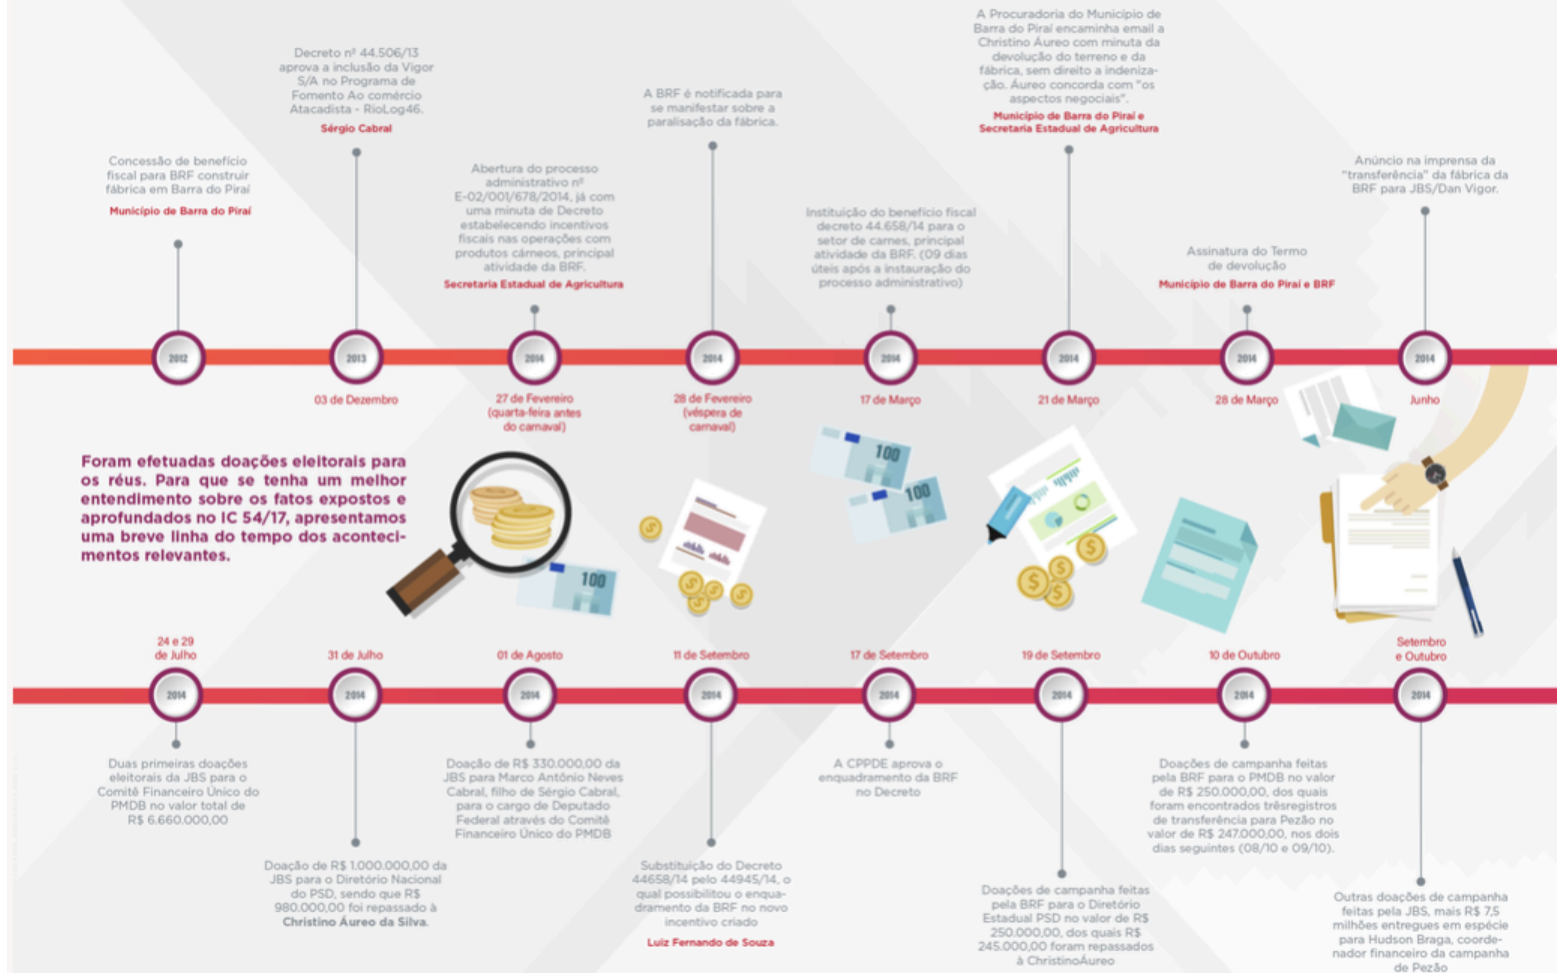 Concessão de benefício
fiscal para BRF construir
fábrica em Barra do Piraí
Município de Barra do Piraí
2012
Decreto nº 44.506/13
aprova a inclusão da Vigor
S/A no Programa de
Fomento Ao comércio
Atacadista - RioLog46.
Sérgio Cabral
2013
03 de Dezembro
Abertura do processo
administrativo nº
E-02/001/678/2014, já com
uma minuta de Decreto
estabelecendo incentivos
fiscais nas operações com
produtos cárneos, principal
atividade da BRF.
Secretaria Estadual de Agricultura
2014
27 de Fevereiro
(quarta-feira antes
do carnaval)
A BRF é notificada para
se manifestar sobre a
paralisação da fábrica.
2014
28 de Fevereiro
(véspera de
carnaval)
Instituição do benefício fiscal
decreto 44.658/14 para o
setor de carnes, principal
atividade da BRF. (09 dias
úteis após a instauração do
processo administrativo)
2014
17 de Março
A Procuradoria do Município de
Barra do Piraí encaminha email a
Christino Áureo com minuta da
devolução do terreno e da
fábrica, sem direito a indeniza-
ção. Áureo concorda com "os
aspectos negociais".
Município de Barra do Piraí e
Secretaria Estadual de Agricultura
2014
21 de Março
Assinatura do Termo
de devolução
Município de Barra do Piraí e BRF
2014
28 de Março
Anúncio na imprensa da
"transferência" da fábrica da
BRF para JBS/Dan Vigor.
2014
Junho
Foram efetuadas doações eleitorais para
os réus. Para que se tenha um melhor
entendimento sobre os fatos expostos e
aprofundados no IC 54/17, apresentamos
uma breve linha do tempo dos aconteci-
mentos relevantes.
100
100
100
24 e 29
de Julho
2014
Duas primeiras doações
eleitorais da JBS para o
Comitê Financeiro Único do
PMDB no valor total de
R$ 6.660.000,00
31 de Julho
2014
Doação de R$ 1.000.000,00 da
JBS para o Diretório Nacional
do PSD, sendo que R$
980.000,00 foi repassado à
Christino Áureo da Silva.
01 de Agosto
2014
Doação de R$ 330.000,00 da
JBS para Marco Antônio Neves
Cabral, filho de Sérgio Cabral,
para o cargo de Deputado
Federal através do Comitê
Financeiro Único do PMDB
11 de Setembro
2014
Substituição do Decreto
44658/14 pelo 44945/14, o
qual possibilitou o enqua-
dramento da BRF no novo
incentivo criado
Luiz Fernando de Souza
17 de Setembro
2014
A CPPDE aprova o
enquadramento da BRF
no Decreto
19 de Setembro
2014
Doações de campanha feitas
pela BRF para o Diretório
Estadual PSD no valor de R$
250.000,00, dos quais R$
245.000,00 foram repassados
à ChristinoÁureo
10 de Outubro
2014
Doações de campanha feitas
pela BRF para o PMDB no valor
de R$ 250.000,00, dos quais
foram encontrados trêsregistros
de transferência para Pezão no
valor de R$ 247.000,00, nos dois
dias seguintes (08/10 e 09/10).
Setembro
e Outubro
2014
Outras doações de campanha
feitas pela JBS, mais R$ 7,5
milhões entregues em espécie
para Hudson Braga, coorde-
nador financeiro da campanha
de Pezão